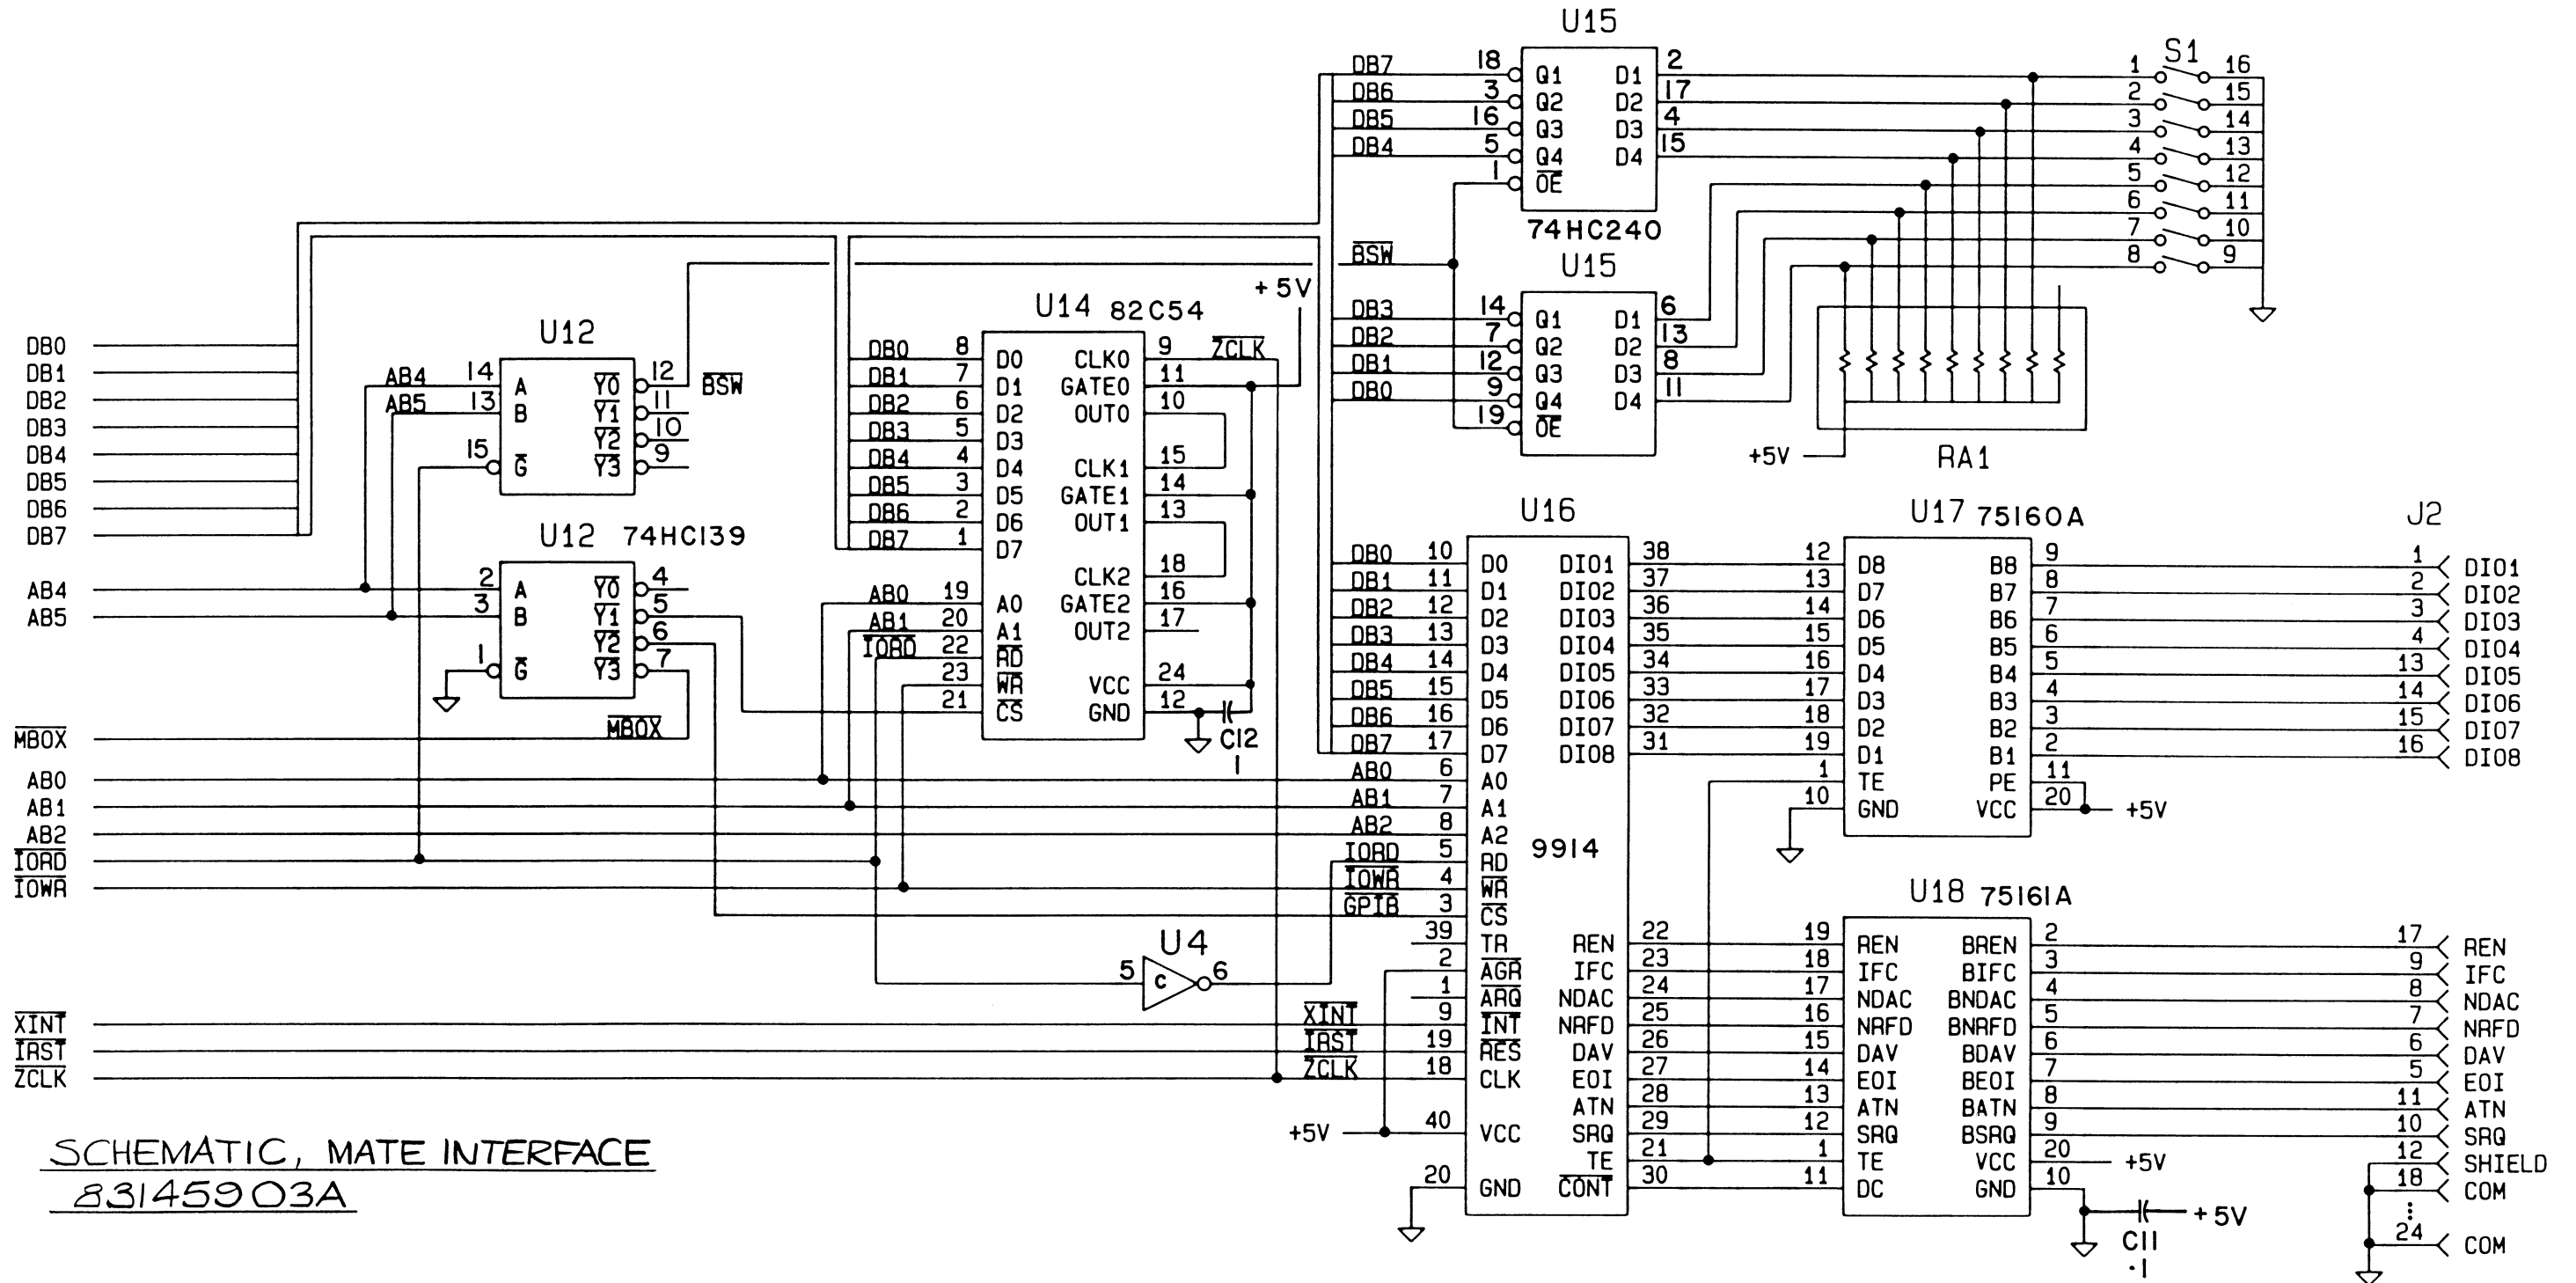 U15
DB7 18 Q1 D1 2
DB6 3 Q2 D2 17
DB5 16 Q3 D3 4
DB4 5 Q4 D4 15
1 OE
74HC240
S1
1 16
2 15
3 14
4 13
5 12
6 11
7 10
8 9
BSW
U15
DB3 14 Q1 D1 6
DB2 7 Q2 D2 13
DB1 12 Q3 D3 8
DB0 9 Q4 D4 11
19 OE
+5V
RA1
DB0
DB1
DB2
DB3
DB4
DB5
DB6
DB7
AB4
AB5
MBOX
AB0
AB1
AB2
IORD
IOWR
XINT
IRST
ZCLK
U12
AB4 14 A Y0 12 BSW
AB5 13 B Y1 11
Y2 10
15 G Y3 9
U12 74HC139
2 A Y0 4
3 B Y1 5
Y2 6
1 G Y3 7
MBOX
U14 82C54
+5V
DB0 8 D0 CLK0 9 ZCLK
DB1 7 D1 GATE0 11
DB2 6 D2 OUT0 10
DB3 5 D3
DB4 4 D4 CLK1 15
DB5 3 D5 GATE1 14
DB6 2 D6 OUT1 13
DB7 1 D7
CLK2 18
AB0 19 A0 GATE2 16
AB1 20 A1 OUT2 17
IORD 22 RD
23 WR VCC 24
21 CS GND 12
C12
1
U4
5 C 6
U16
DB0 10 D0 DIO1 38
DB1 11 D1 DIO2 37
DB2 12 D2 DIO3 36
DB3 13 D3 DIO4 35
DB4 14 D4 DIO5 34
DB5 15 D5 DIO6 33
DB6 16 D6 DIO7 32
DB7 17 D7 DIO8 31
AB0 6 A0
AB1 7 A1
AB2 8 A2
9914
IORD 5 RD
IOWR 4 WR
GPIB 3 CS
39 TR REN 22
2 AGR IFC 23
1 ARQ NDAC 24
XINT 9 INT NRFD 25
IRST 19 RES DAV 26
ZCLK 18 CLK EOI 27
ATN 28
+5V 40 VCC SRQ 29
TE 21
20 GND CONT 30
U17 75160A
12 D8 B8 9
13 D7 B7 8
14 D6 B6 7
15 D5 B5 6
16 D4 B4 5
17 D3 B3 4
18 D2 B2 3
19 D1 B1 2
1 TE PE 11
10 GND VCC 20 +5V
U18 75161A
19 REN BREN 2
18 IFC BIFC 3
17 NDAC BNDAC 4
16 NRFD BNRFD 5
15 DAV BDAV 6
14 EOI BEOI 7
13 ATN BATN 8
12 SRQ BSRQ 9
1 TE VCC 20 +5V
11 DC GND 10
+5V
C11
.1
J2
1 DIO1
2 DIO2
3 DIO3
4 DIO4
13 DIO5
14 DIO6
15 DIO7
16 DIO8
17 REN
9 IFC
8 NDAC
7 NRFD
6 DAV
5 EOI
11 ATN
10 SRQ
12 SHIELD
18 COM
24 COM
SCHEMATIC, MATE INTERFACE
83145903A